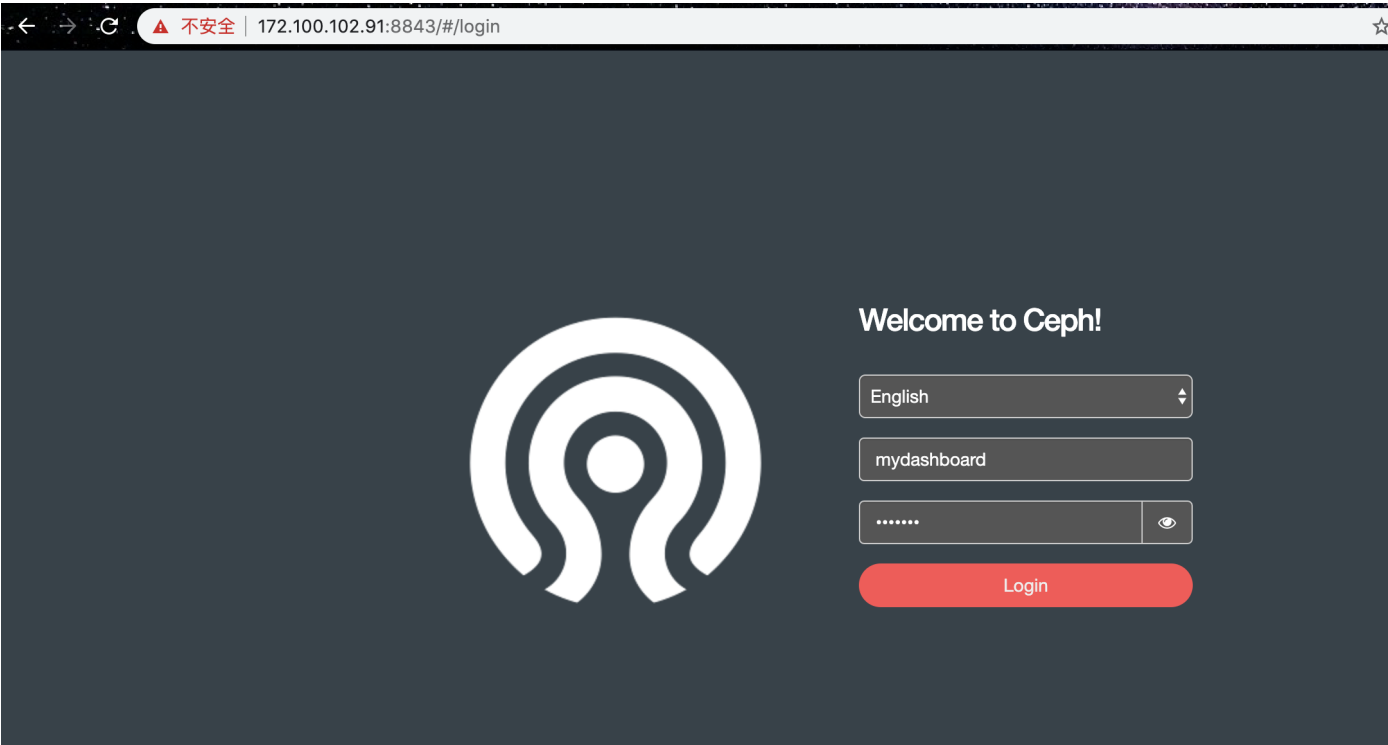 不安全 172.100.102.91:8843/#/login
Welcome to Ceph!
English
mydashboard
•••••••
Login